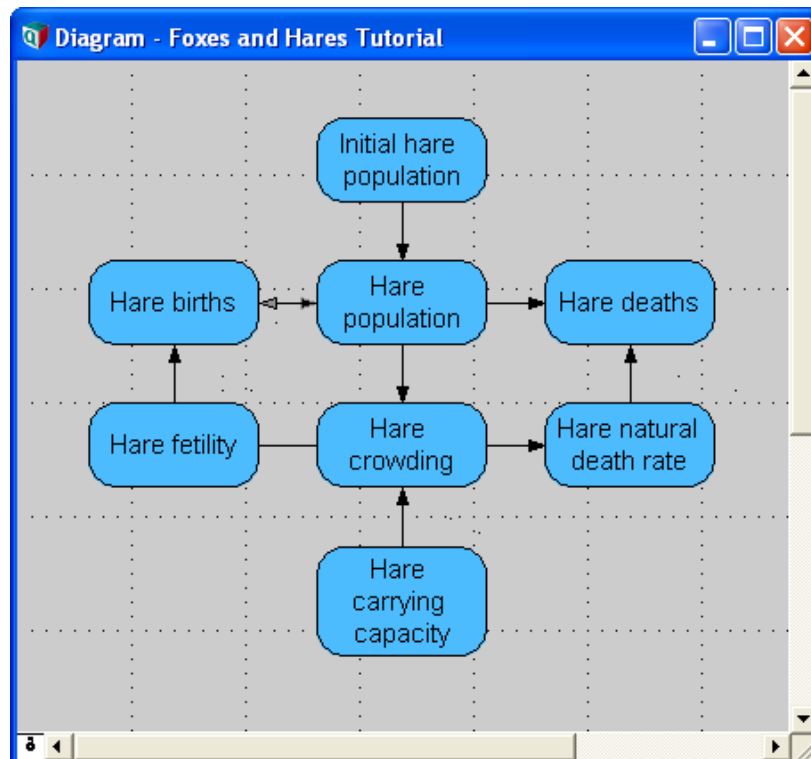 Diagram - Foxes and Hares Tutorial
Initial hare
population
Hare births
Hare
population
Hare deaths
Hare fetility
Hare
crowding
Hare natural
death rate
Hare
carrying
capacity